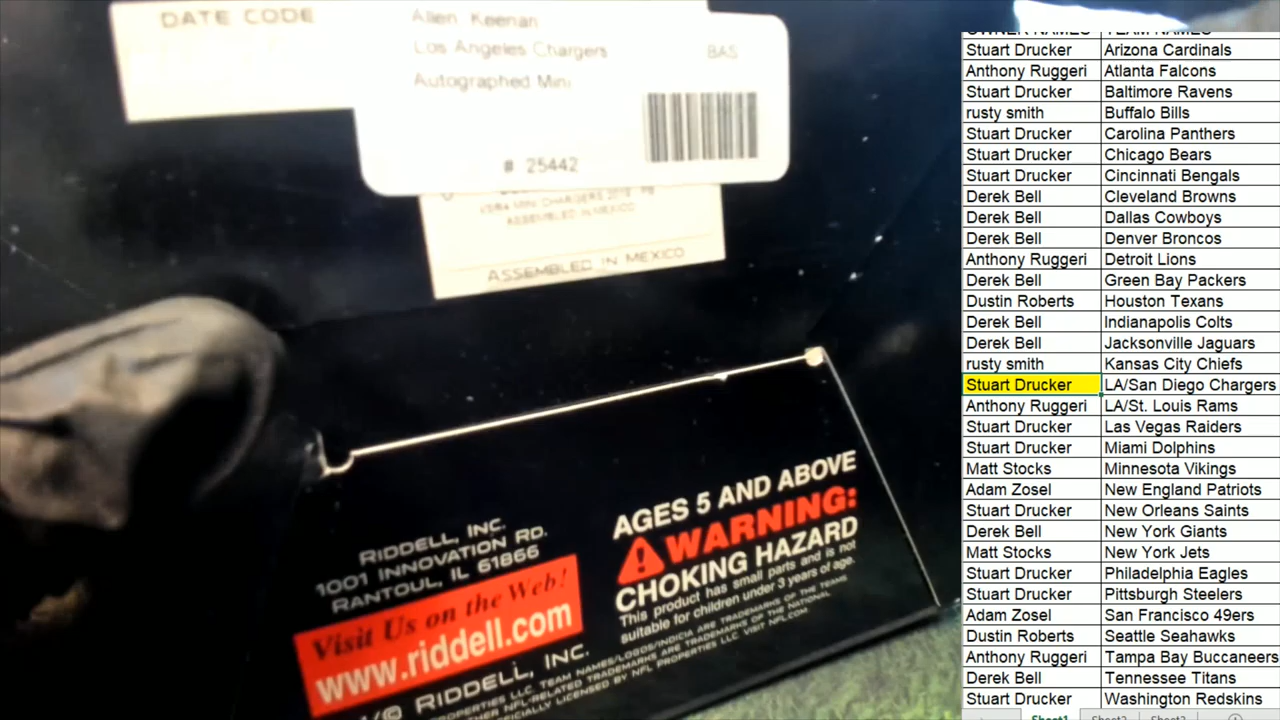 DATE CODE
Allen Keenan
Los Angeles Chargers BAS
Autographed Mini
# 25442
ASSEMBLED IN MEXICO
ASSEMBLED IN MEXICO
AGES 5 AND ABOVE
WARNING:
CHOKING HAZARD
This product has small parts and is not
suitable for children under 3 years of age.
RIDDELL, INC.
1001 INNOVATION RD.
RANTOUL, IL 61866
Visit Us on the Web!
www.riddell.com
RIDDELL, INC.
OWNER NAMES TEAM NAMES
Stuart Drucker Arizona Cardinals
Anthony Ruggeri Atlanta Falcons
Stuart Drucker Baltimore Ravens
rusty smith Buffalo Bills
Stuart Drucker Carolina Panthers
Stuart Drucker Chicago Bears
Stuart Drucker Cincinnati Bengals
Derek Bell Cleveland Browns
Derek Bell Dallas Cowboys
Derek Bell Denver Broncos
Anthony Ruggeri Detroit Lions
Derek Bell Green Bay Packers
Dustin Roberts Houston Texans
Derek Bell Indianapolis Colts
Derek Bell Jacksonville Jaguars
rusty smith Kansas City Chiefs
Stuart Drucker LA/San Diego Chargers
Anthony Ruggeri LA/St. Louis Rams
Stuart Drucker Las Vegas Raiders
Stuart Drucker Miami Dolphins
Matt Stocks Minnesota Vikings
Adam Zosel New England Patriots
Stuart Drucker New Orleans Saints
Derek Bell New York Giants
Matt Stocks New York Jets
Stuart Drucker Philadelphia Eagles
Stuart Drucker Pittsburgh Steelers
Adam Zosel San Francisco 49ers
Dustin Roberts Seattle Seahawks
Anthony Ruggeri Tampa Bay Buccaneers
Derek Bell Tennessee Titans
Stuart Drucker Washington Redskins
Sheet1 Sheet2 Sheet3